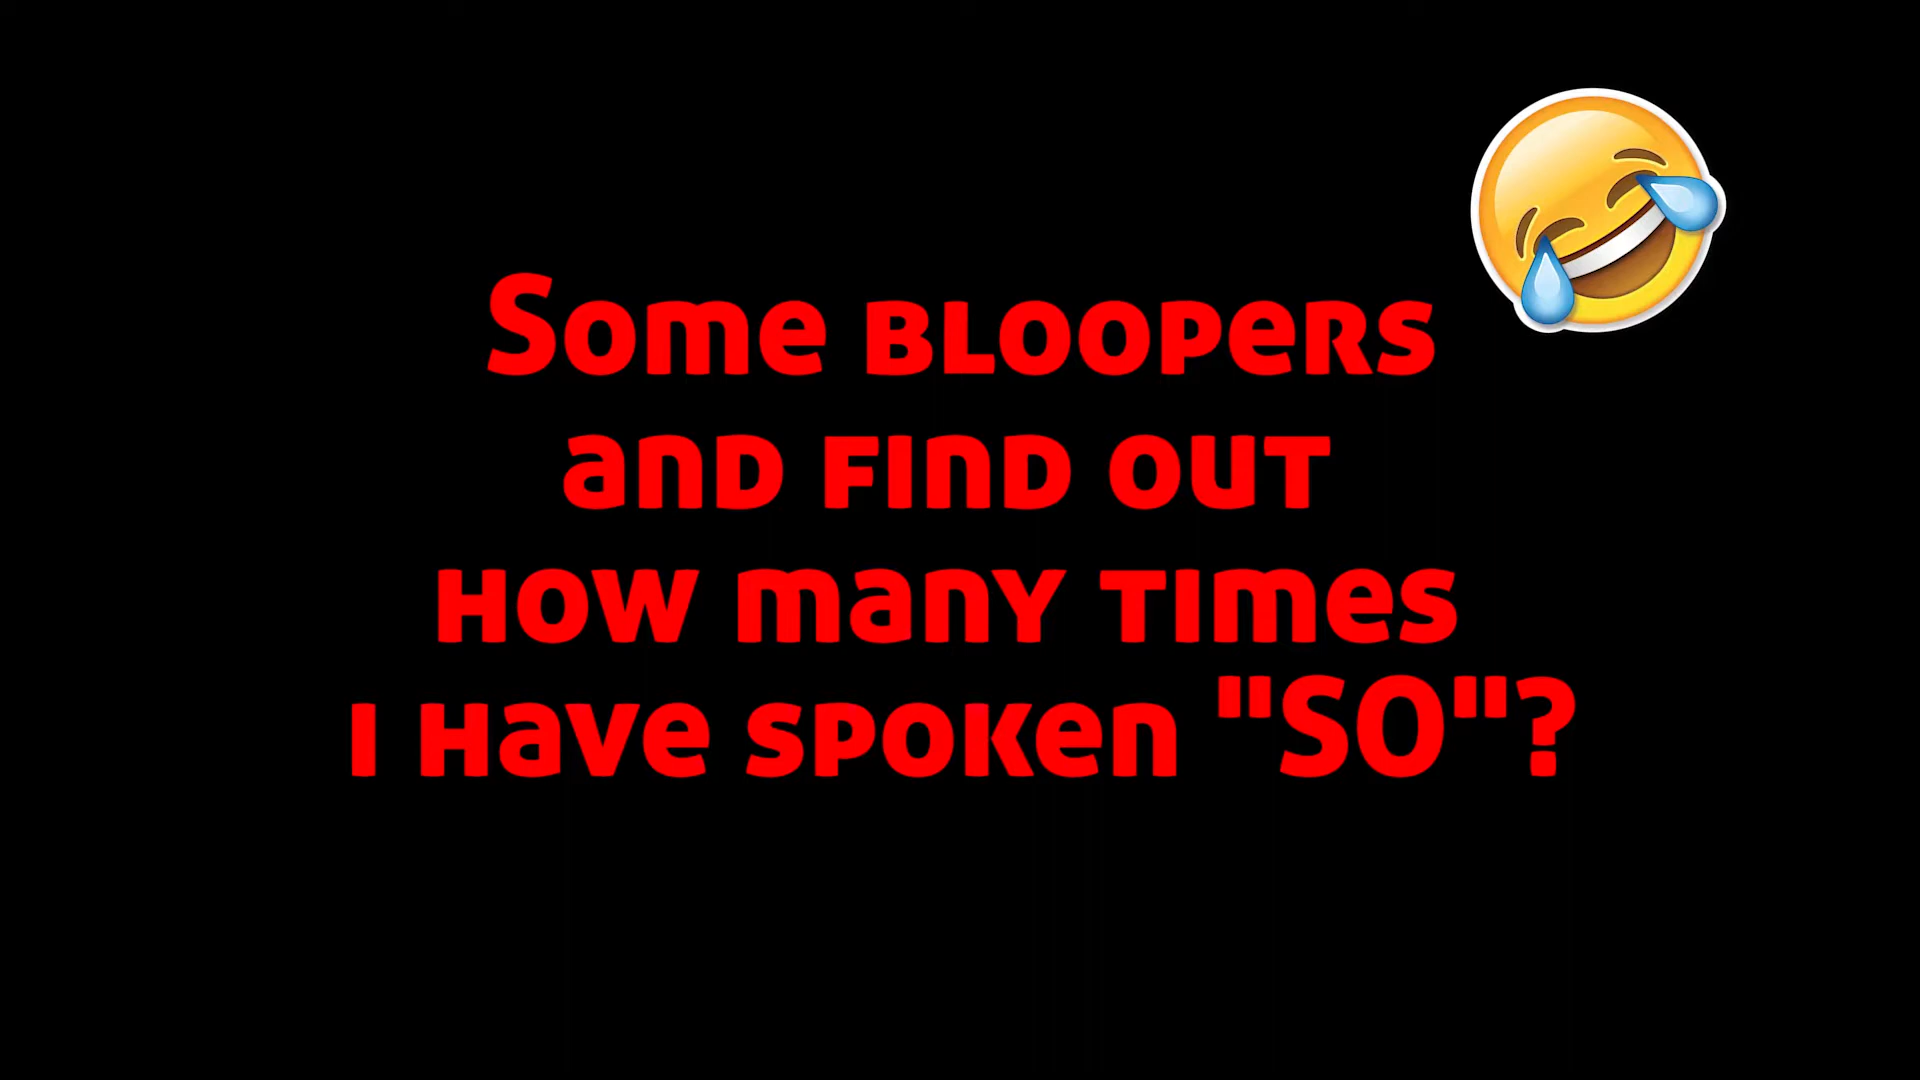 Some bloopers
and find out
how many times
i have spoken "SO"?